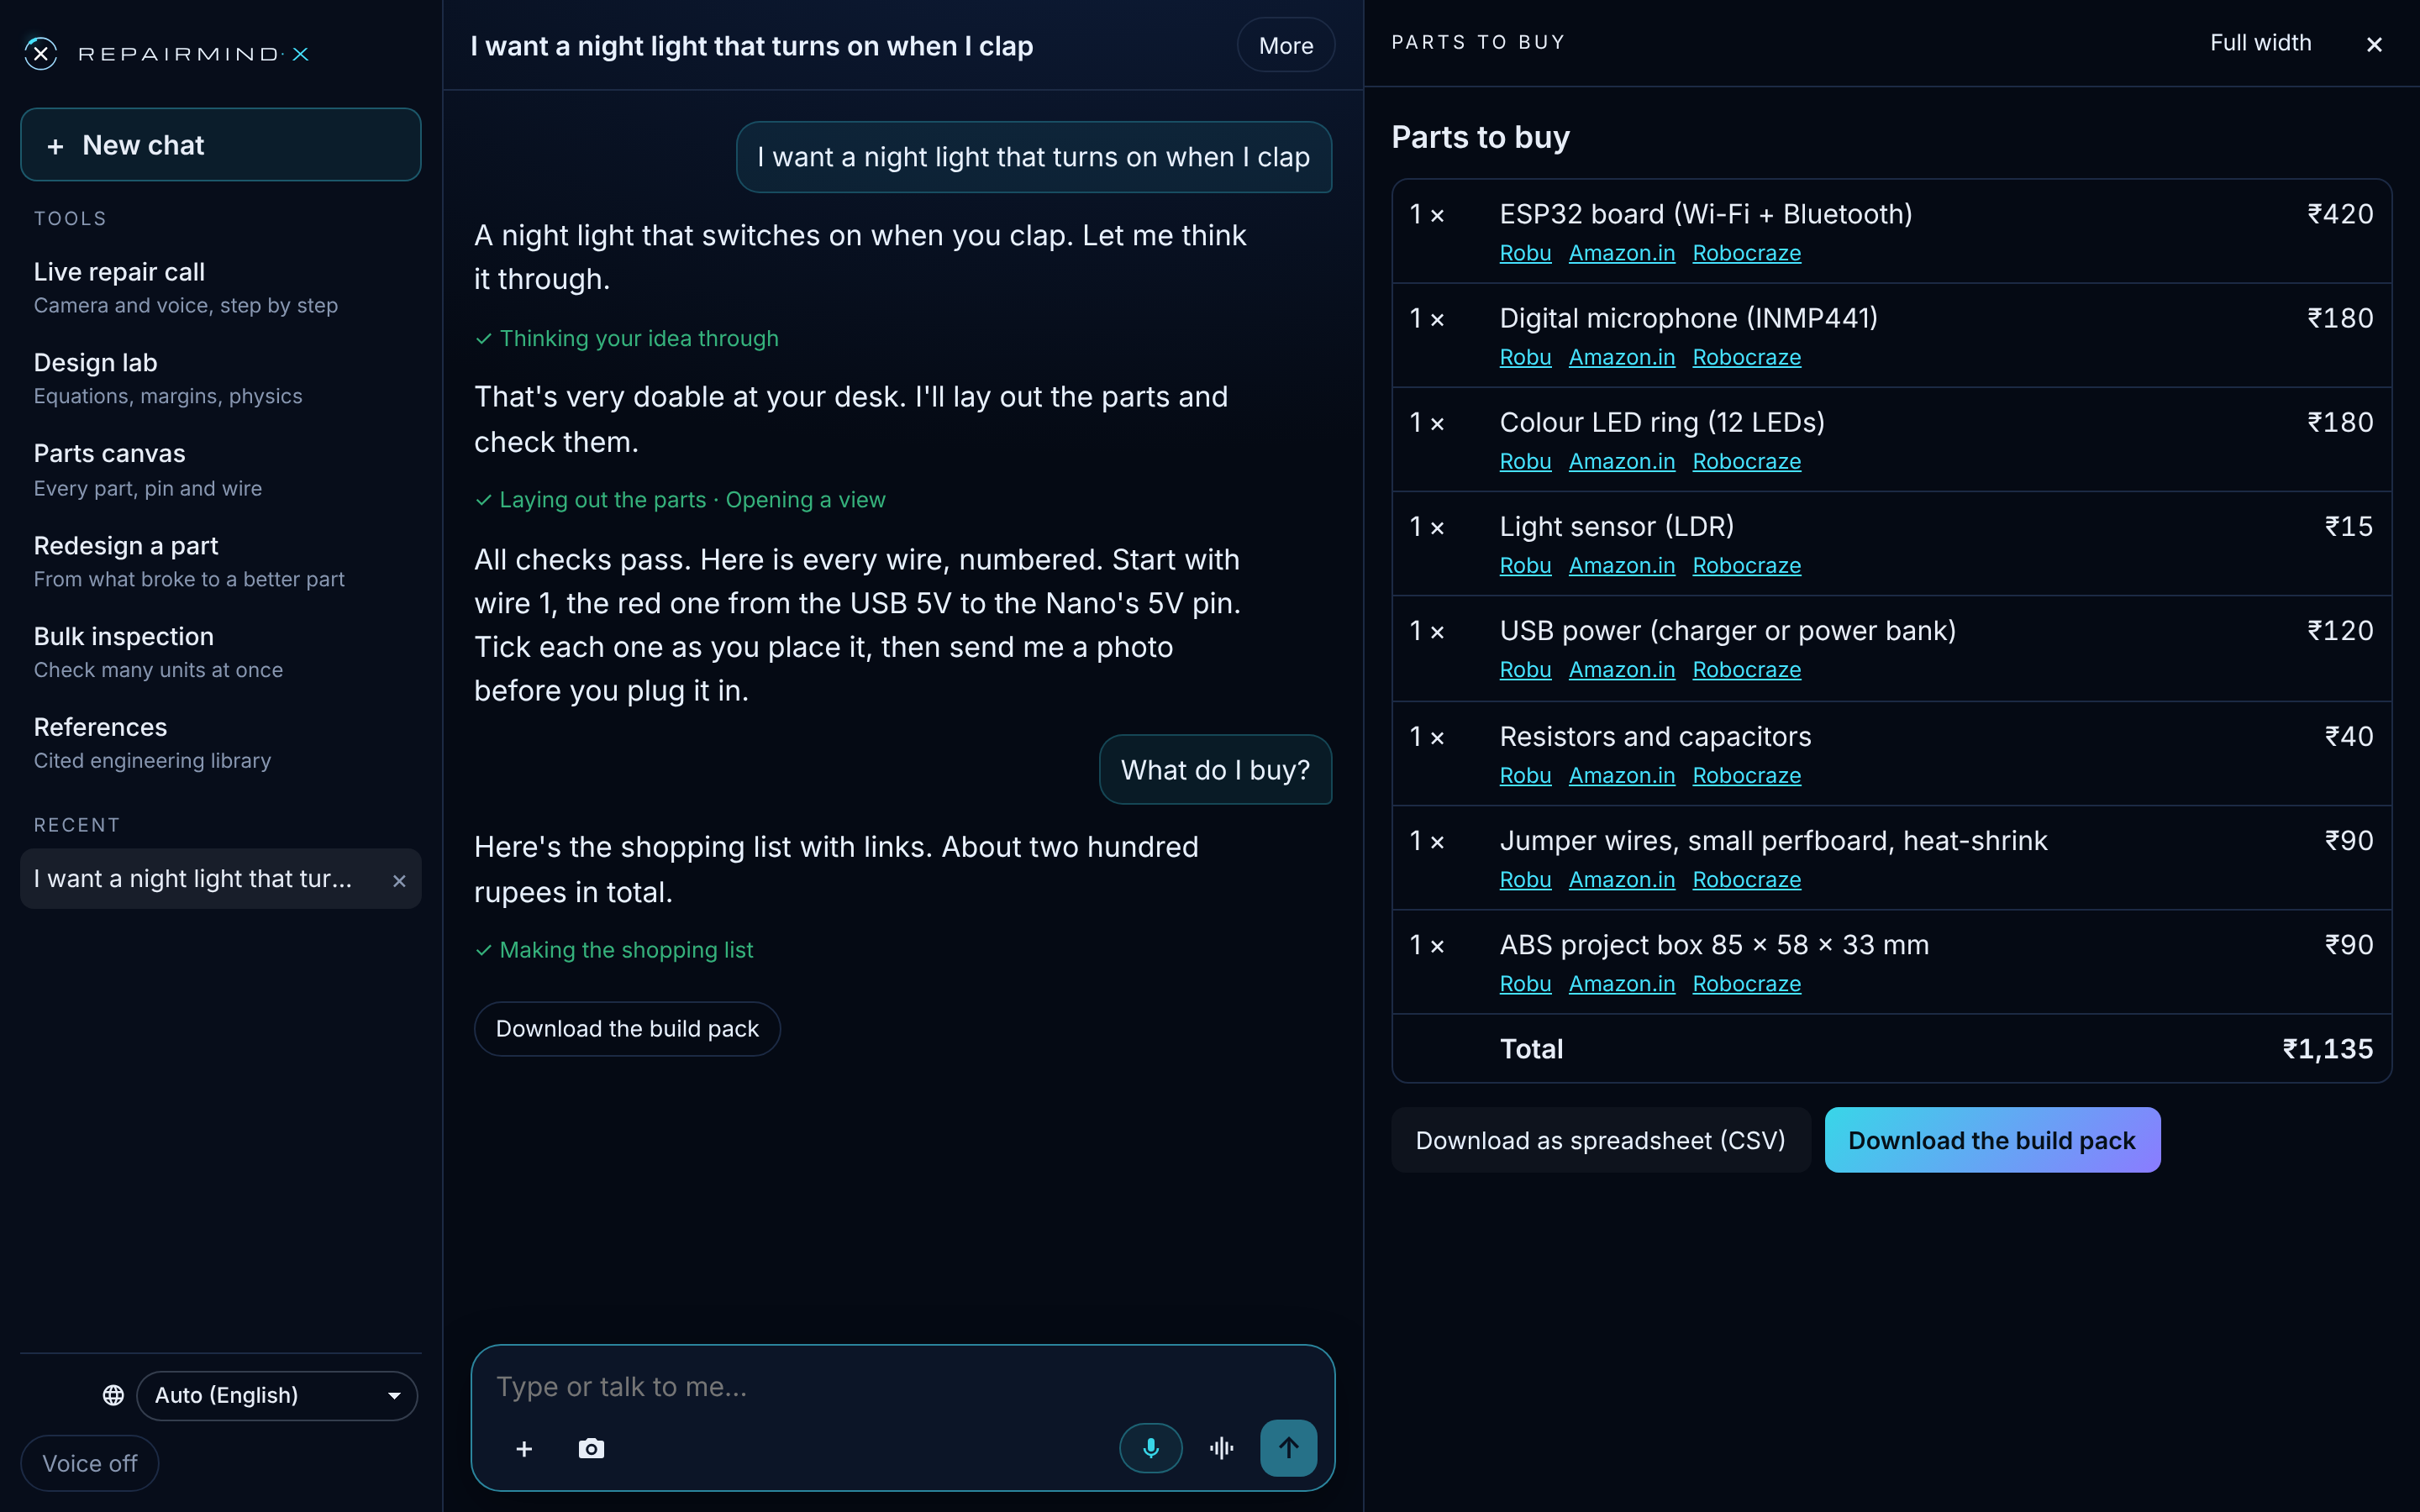 REPAIRMIND·X
+ New chat
TOOLS
Live repair call
Camera and voice, step by step
Design lab
Equations, margins, physics
Parts canvas
Every part, pin and wire
Redesign a part
From what broke to a better part
Bulk inspection
Check many units at once
References
Cited engineering library
RECENT
I want a night light that tur... ×
Auto (English)
Voice off
I want a night light that turns on when I clap
More
I want a night light that turns on when I clap
A night light that switches on when you clap. Let me think
it through.
✓ Thinking your idea through
That's very doable at your desk. I'll lay out the parts and
check them.
✓ Laying out the parts · Opening a view
All checks pass. Here is every wire, numbered. Start with
wire 1, the red one from the USB 5V to the Nano's 5V pin.
Tick each one as you place it, then send me a photo
before you plug it in.
What do I buy?
Here's the shopping list with links. About two hundred
rupees in total.
✓ Making the shopping list
Download the build pack
Type or talk to me...
PARTS TO BUY
Full width ×
Parts to buy
1 × ESP32 board (Wi-Fi + Bluetooth) ₹420
Robu Amazon.in Robocraze
1 × Digital microphone (INMP441) ₹180
Robu Amazon.in Robocraze
1 × Colour LED ring (12 LEDs) ₹180
Robu Amazon.in Robocraze
1 × Light sensor (LDR) ₹15
Robu Amazon.in Robocraze
1 × USB power (charger or power bank) ₹120
Robu Amazon.in Robocraze
1 × Resistors and capacitors ₹40
Robu Amazon.in Robocraze
1 × Jumper wires, small perfboard, heat-shrink ₹90
Robu Amazon.in Robocraze
1 × ABS project box 85 × 58 × 33 mm ₹90
Robu Amazon.in Robocraze
Total ₹1,135
Download as spreadsheet (CSV)
Download the build pack